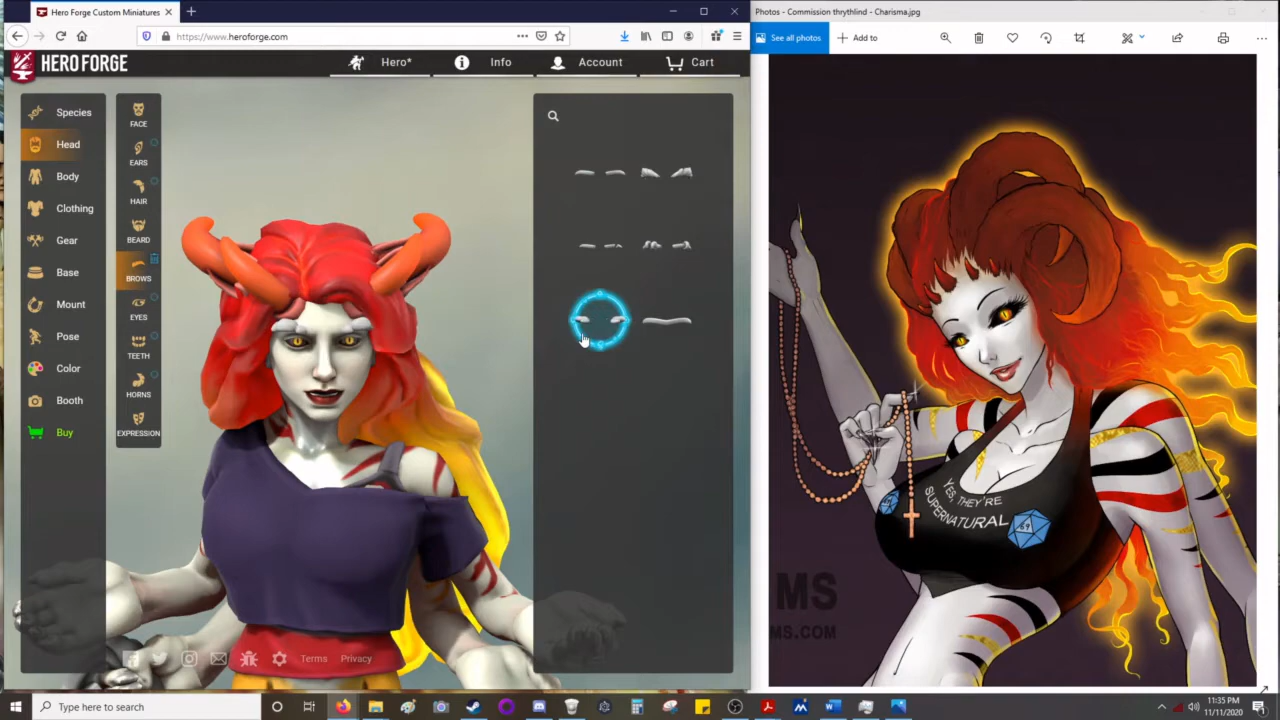 Hero Forge Custom Miniatures
https://www.heroforge.com
HERO FORGE
Hero*
Info
Account
Cart
Species
Head
Body
Clothing
Gear
Base
Mount
Pose
Color
Booth
Buy
FACE
EARS
HAIR
BEARD
BROWS
EYES
TEETH
HORNS
EXPRESSION
Terms
Privacy
Photos - Commission thrythlind - Charisma.jpg
See all photos
Add to
YES, THEY'RE
SUPERNATURAL
69
MS
MS.COM
Type here to search
11:35 PM
11/11/2020